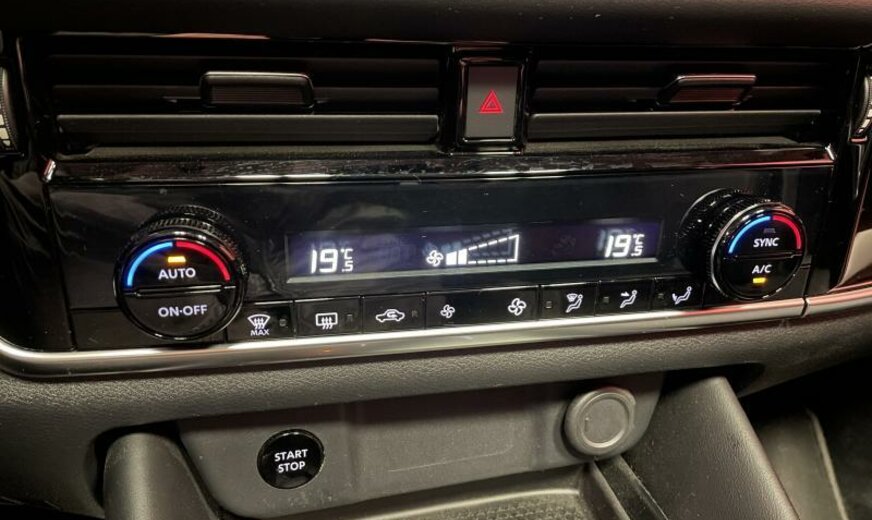 19.5°C
19.5°C
AUTO
ON·OFF
SYNC
A/C
MAX
START
STOP